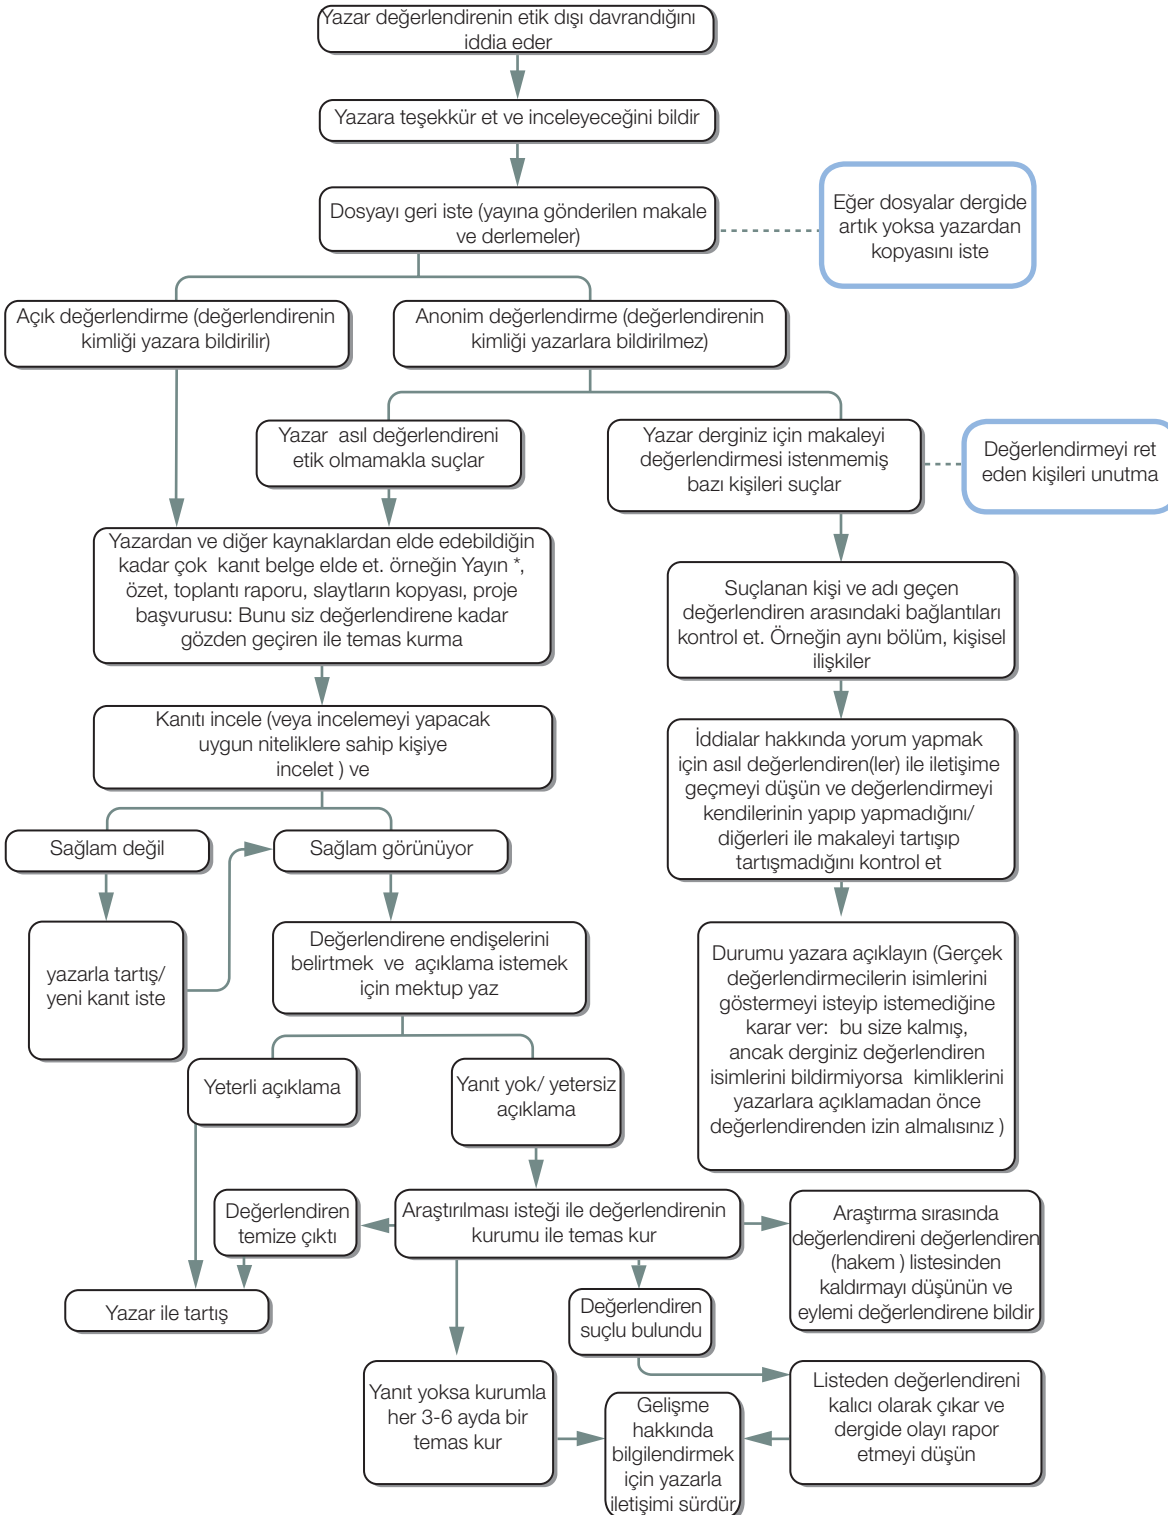 Yazar değerlendirenin etik dışı davrandığını
iddia eder
Yazara teşekkür et ve inceleyeceğini bildir
Dosyayı geri iste (yayına gönderilen makale
ve derlemeler)
Eğer dosyalar dergide
artık yoksa yazardan
kopyasını iste
Açık değerlendirme (değerlendirenin
kimliği yazara bildirilir)
Anonim değerlendirme (değerlendirenin
kimliği yazarlara bildirilmez)
Yazar asıl değerlendireni
etik olmamakla suçlar
Yazar derginiz için makaleyi
değerlendirmesi istenmemiş
bazı kişileri suçlar
Değerlendirmeyi ret
eden kişileri unutma
Yazardan ve diğer kaynaklardan elde edebildiğin
kadar çok kanıt belge elde et. örneğin Yayın *,
özet, toplantı raporu, slaytların kopyası, proje
başvurusu: Bunu siz değerlendirene kadar
gözden geçiren ile temas kurma
Suçlanan kişi ve adı geçen
değerlendiren arasındaki bağlantıları
kontrol et. Örneğin aynı bölüm, kişisel
ilişkiler
Kanıtı incele (veya incelemeyi yapacak
uygun niteliklere sahip kişiye
incelet ) ve
İddialar hakkında yorum yapmak
için asıl değerlendiren(ler) ile iletişime
geçmeyi düşün ve değerlendirmeyi
kendilerinin yapıp yapmadığını/
diğerleri ile makaleyi tartışıp
tartışmadığını kontrol et
Sağlam değil
Sağlam görünüyor
yazarla tartış/
yeni kanıt iste
Değerlendirene endişelerini
belirtmek ve açıklama istemek
için mektup yaz
Durumu yazara açıklayın (Gerçek
değerlendirmecilerin isimlerini
göstermeyi isteyip istemediğine
karar ver: bu size kalmış,
ancak derginiz değerlendiren
isimlerini bildirmiyorsa kimliklerini
yazarlara açıklamadan önce
değerlendirenden izin almalısınız )
Yeterli açıklama
Yanıt yok/ yetersiz
açıklama
Değerlendiren
temize çıktı
Araştırılması isteği ile değerlendirenin
kurumu ile temas kur
Araştırma sırasında
değerlendireni değerlendiren
(hakem ) listesinden
kaldırmayı düşünün ve
eylemi değerlendirene bildir
Yazar ile tartış
Değerlendiren
suçlu bulundu
Yanıt yoksa kurumla
her 3-6 ayda bir
temas kur
Gelişme
hakkında
bilgilendirmek
için yazarla
iletişimi sürdür
Listeden değerlendireni
kalıcı olarak çıkar ve
dergide olayı rapor
etmeyi düşün